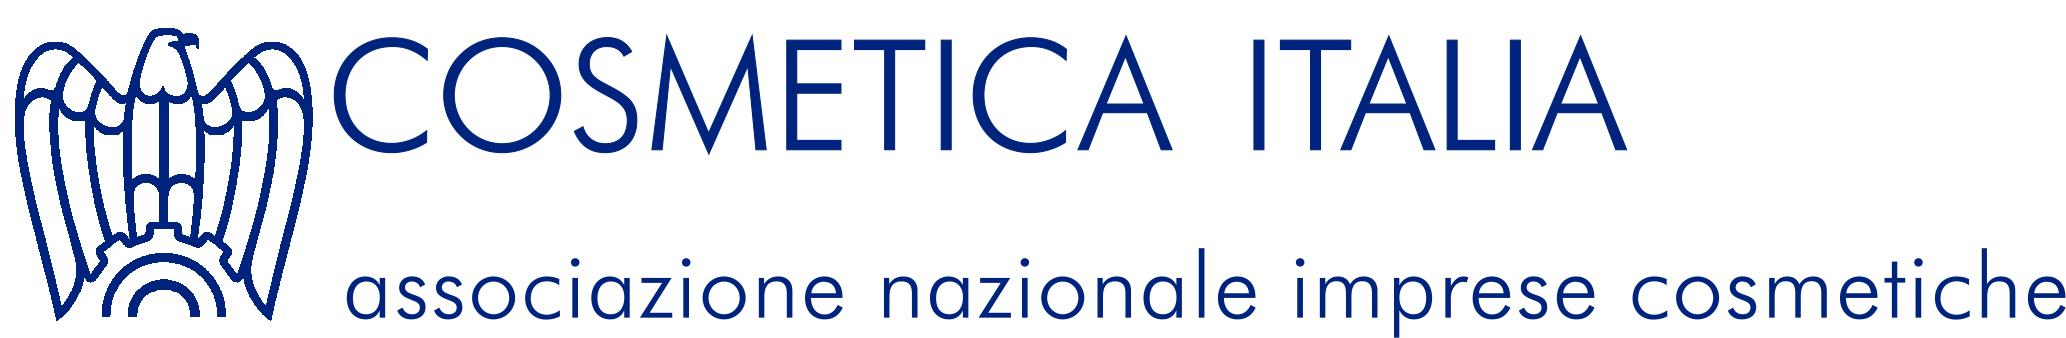 COSMETICA ITALIA
associazione nazionale imprese cosmetiche